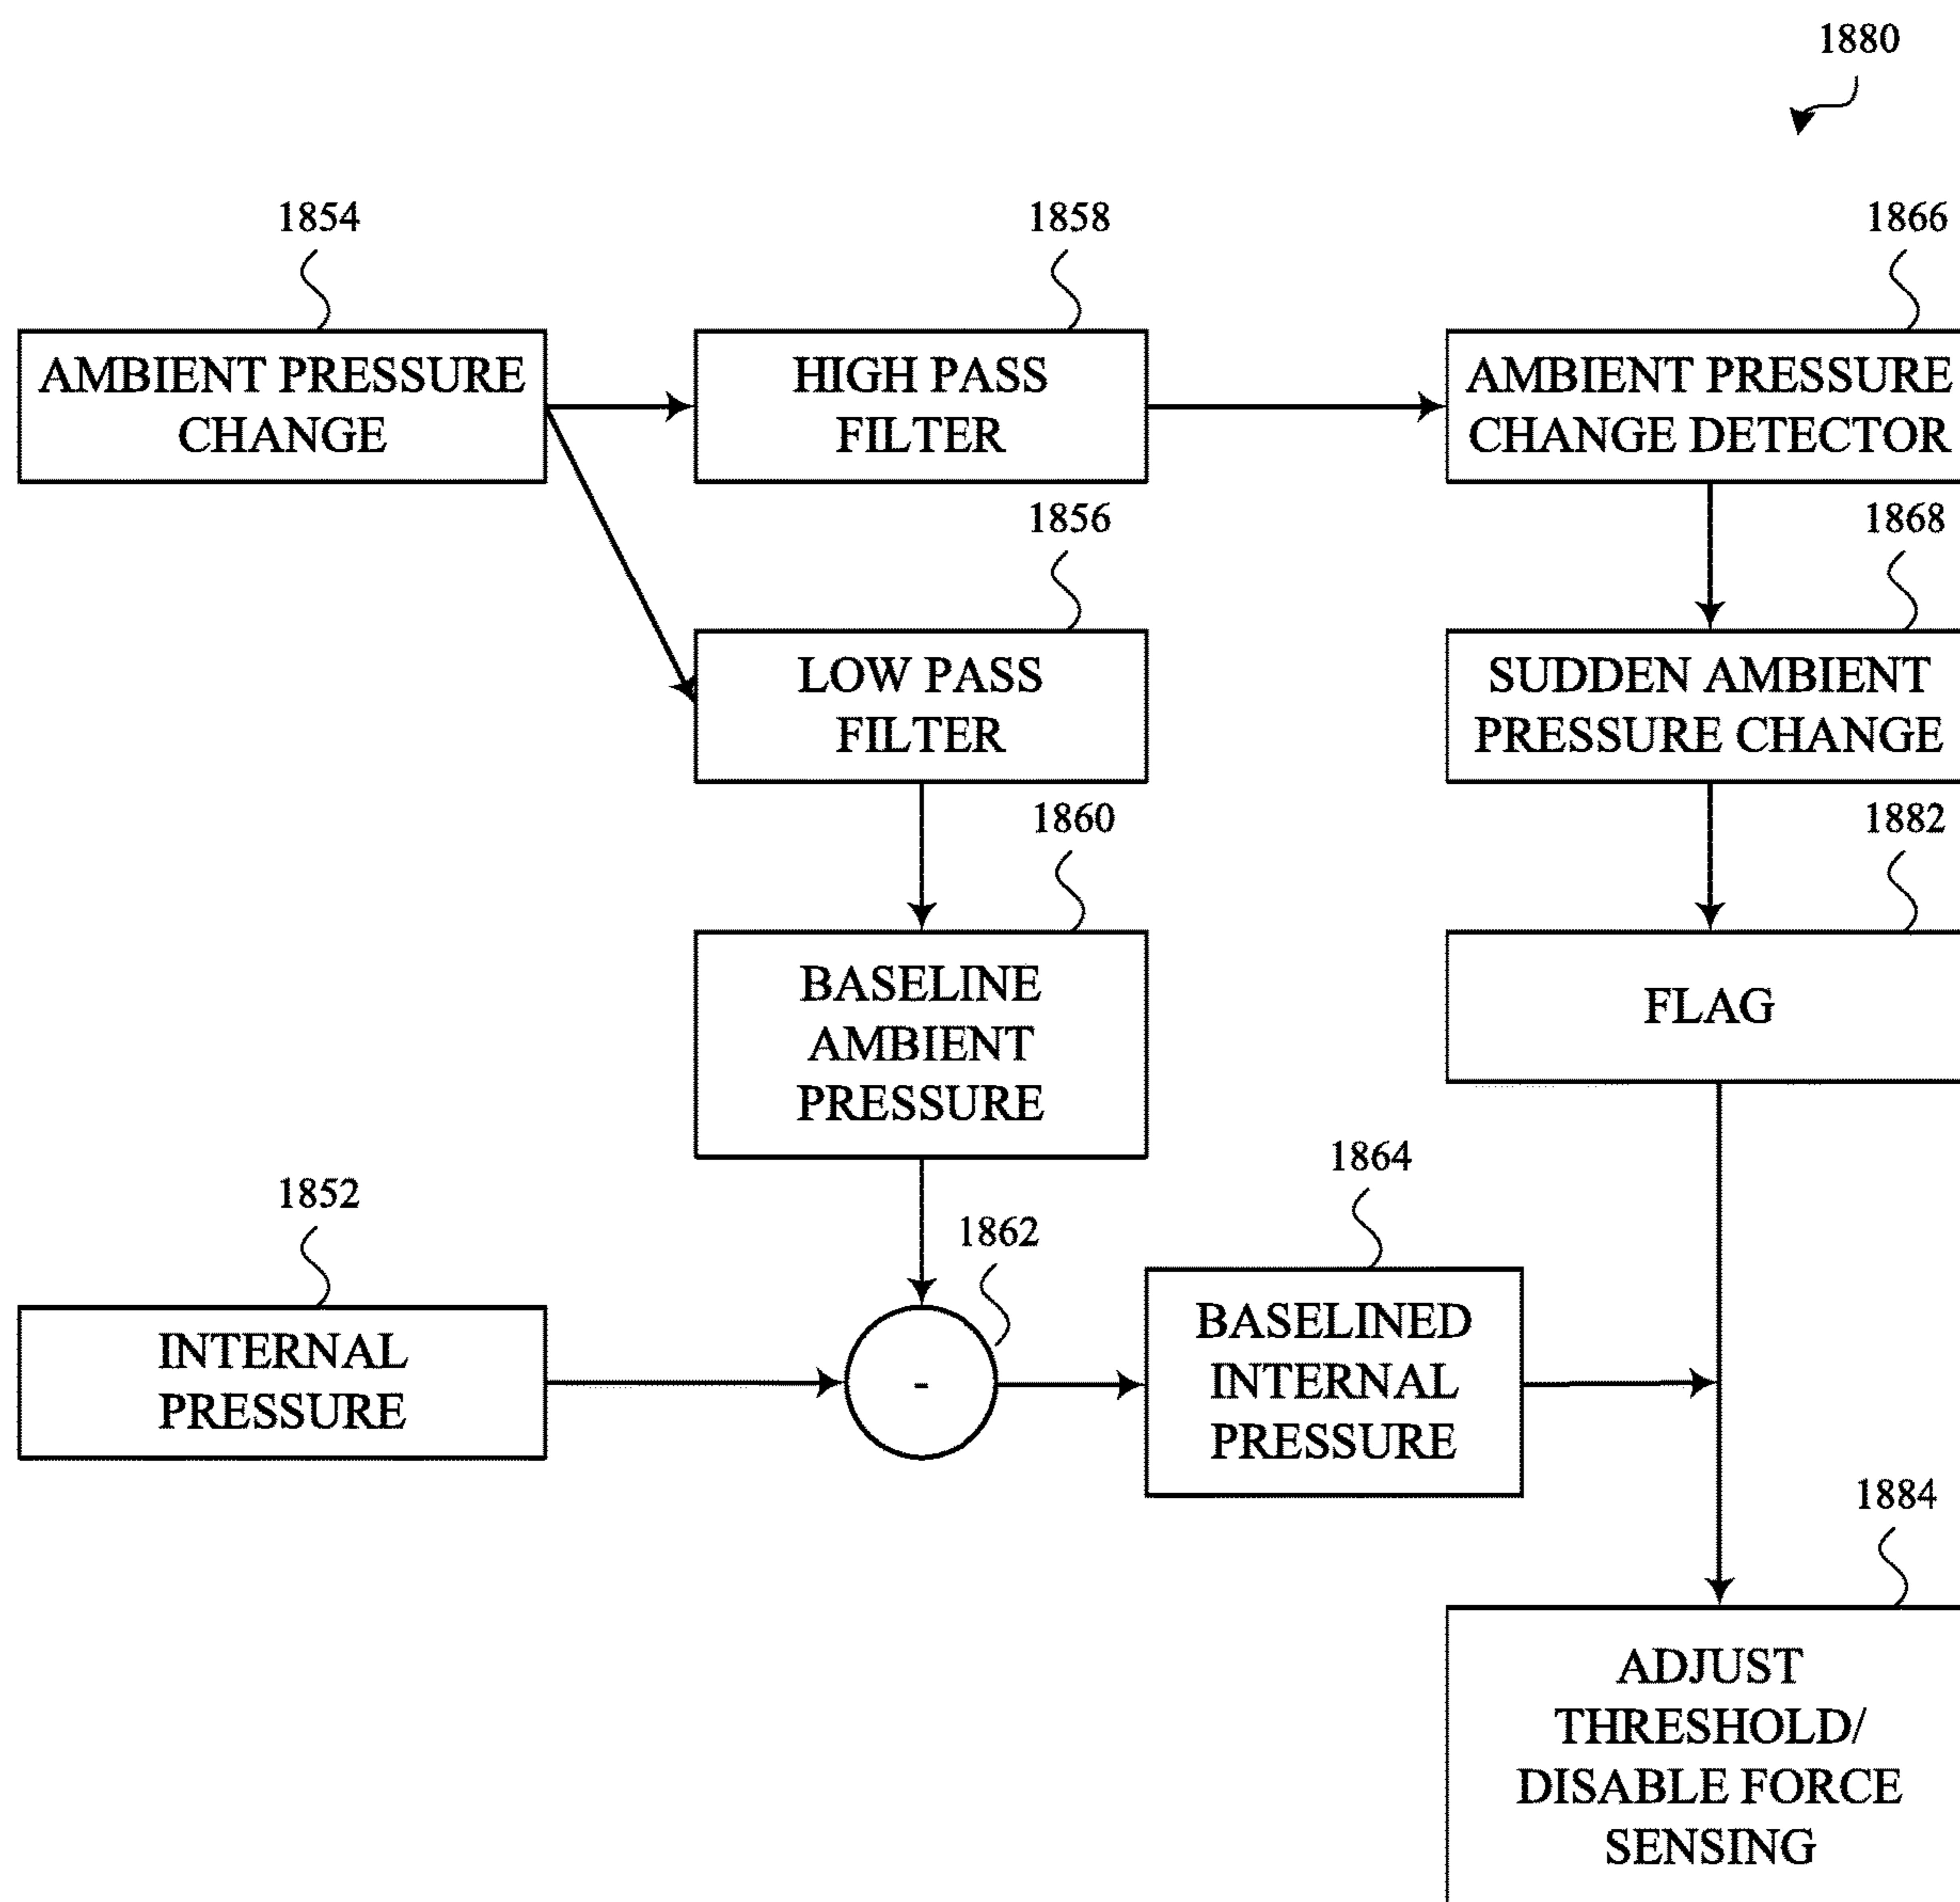 1880
1854
1858
1866
AMBIENT PRESSURE
CHANGE
HIGH PASS
FILTER
AMBIENT PRESSURE
CHANGE DETECTOR
1856
1868
LOW PASS
FILTER
SUDDEN AMBIENT
PRESSURE CHANGE
1860
1882
BASELINE
AMBIENT
PRESSURE
FLAG
1864
1852
1862
INTERNAL
PRESSURE
-
BASELINED
INTERNAL
PRESSURE
1884
ADJUST
THRESHOLD/
DISABLE FORCE
SENSING